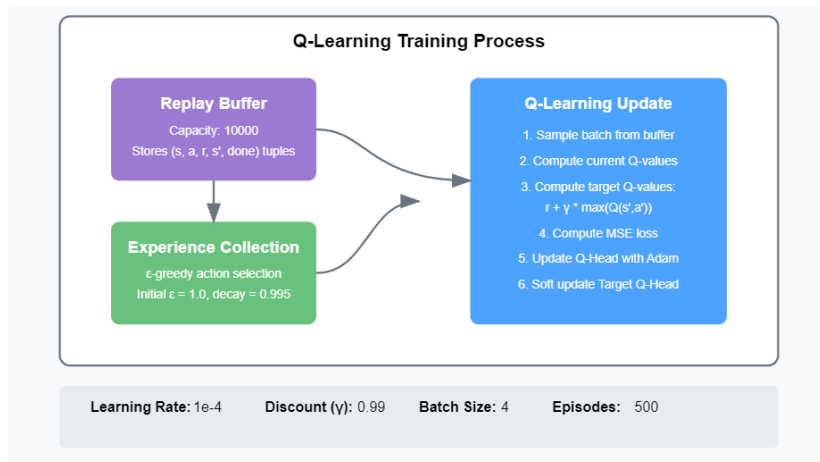 Q-Learning Training Process
Replay Buffer
Capacity: 10000
Stores (s, a, r, s', done) tuples
Experience Collection
ε-greedy action selection
Initial ε = 1.0, decay = 0.995
Q-Learning Update
1. Sample batch from buffer
2. Compute current Q-values
3. Compute target Q-values:
r + γ * max(Q(s',a'))
4. Compute MSE loss
5. Update Q-Head with Adam
6. Soft update Target Q-Head
Learning Rate: 1e-4 Discount (γ): 0.99 Batch Size: 4 Episodes: 500